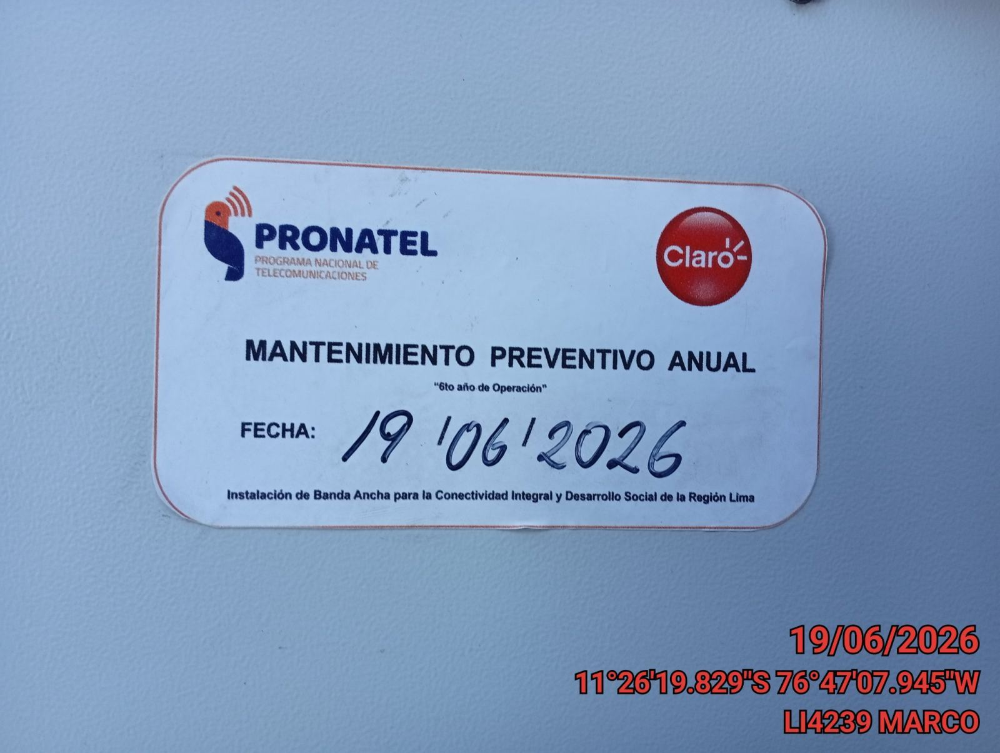 PRONATEL
PROGRAMA NACIONAL DE
TELECOMUNICACIONES
Claro
MANTENIMIENTO PREVENTIVO ANUAL
"6to año de Operación"
FECHA: 19 '06 '2026
Instalación de Banda Ancha para la Conectividad Integral y Desarrollo Social de la Región Lima
19/06/2026
11°26'19.829"S 76°47'07.945"W
LI4239 MARCO